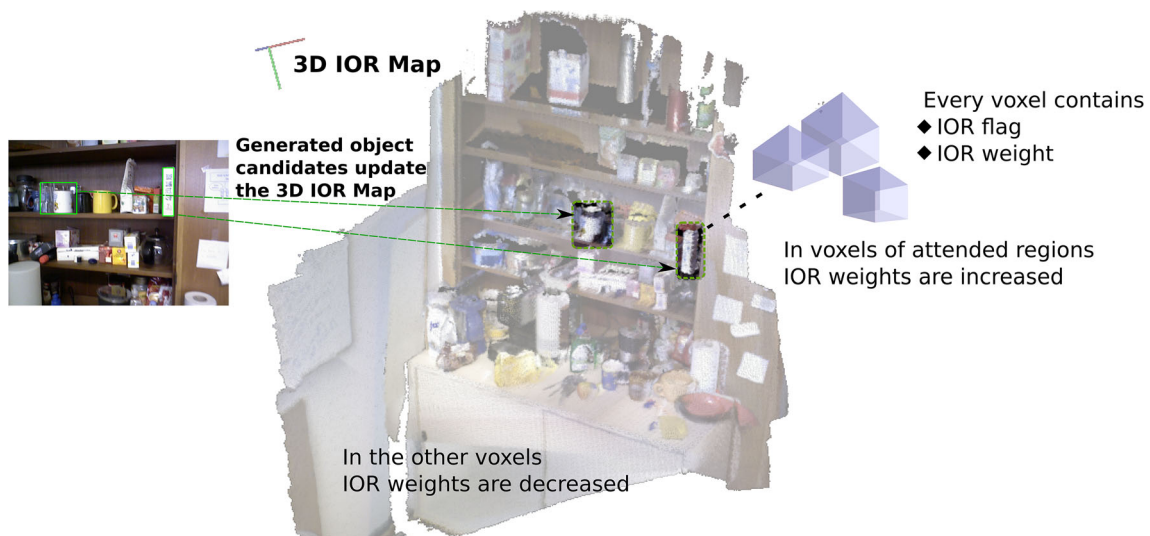 3D IOR Map
Generated object
candidates update
the 3D IOR Map
Every voxel contains
◆ IOR flag
◆ IOR weight
In voxels of attended regions
IOR weights are increased
In the other voxels
IOR weights are decreased